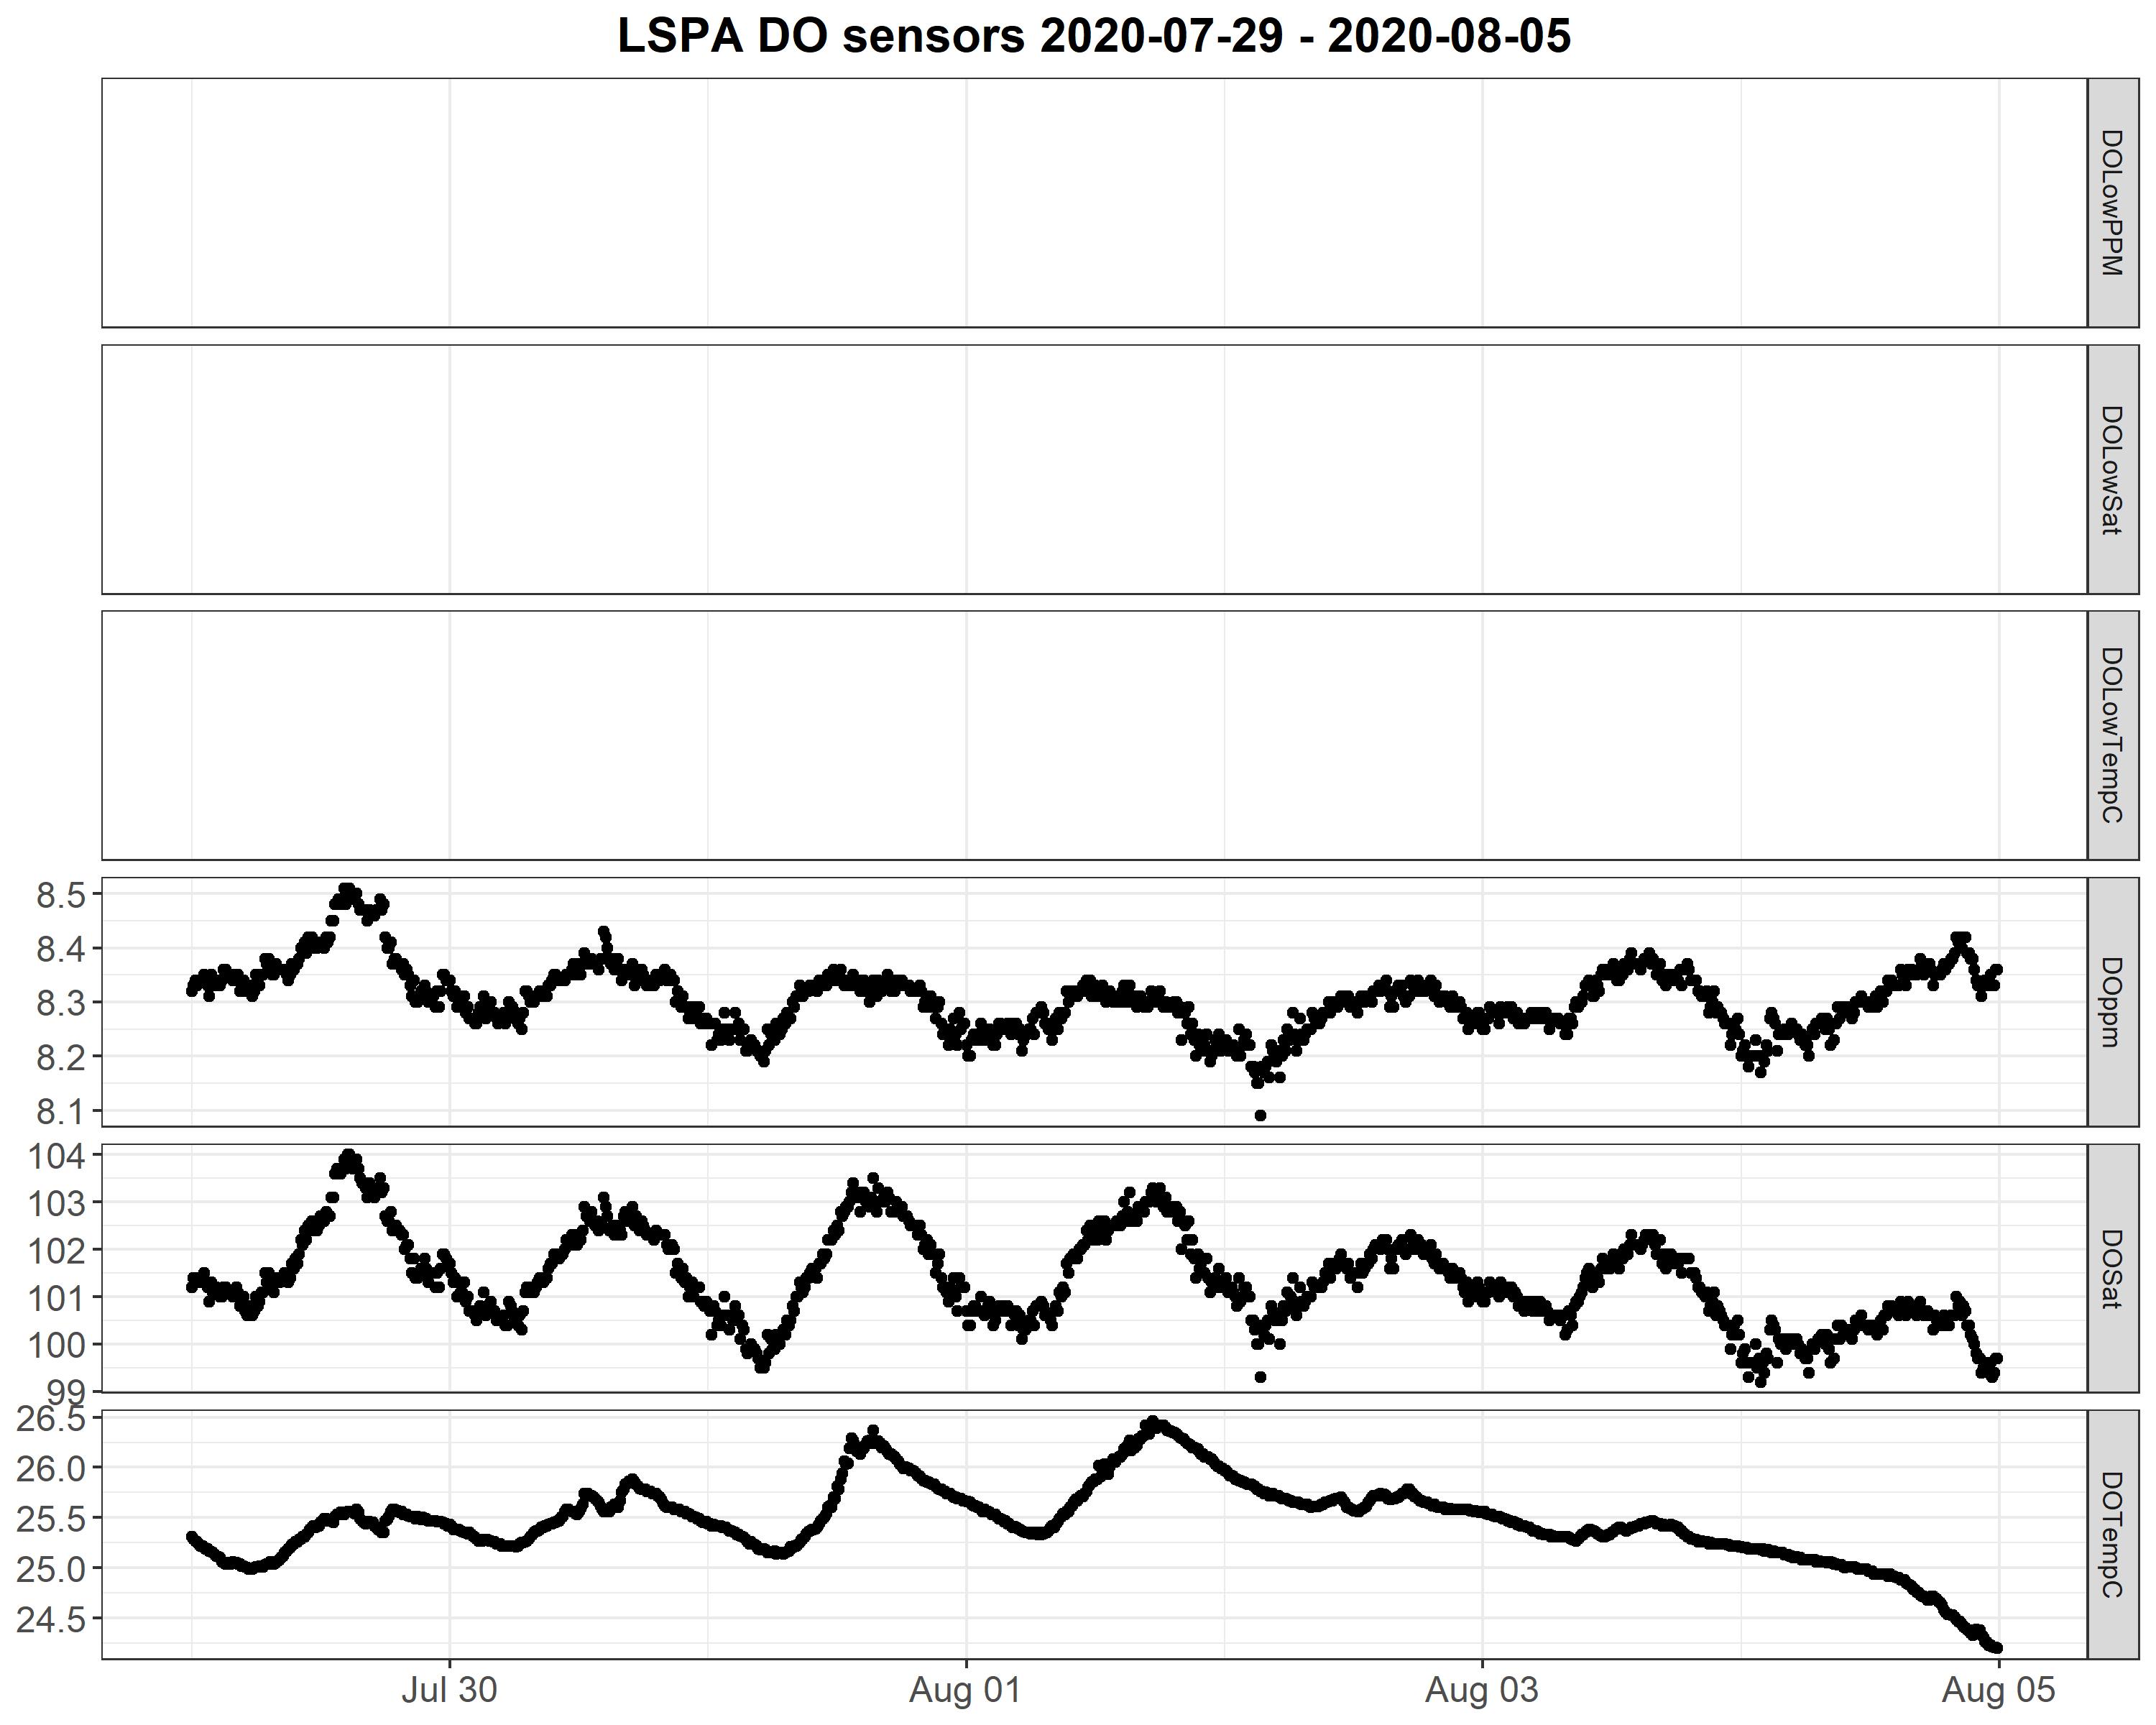 LSPA DO sensors 2020-07-29 - 2020-08-05
DOLowPPM
DOLowSat
DOLowTempC
8.5
8.4
8.3
8.2
8.1
DOppm
104
103
102
101
100
99
DOSat
26.5
26.0
25.5
25.0
24.5
DOTempC
Jul 30 Aug 01 Aug 03 Aug 05